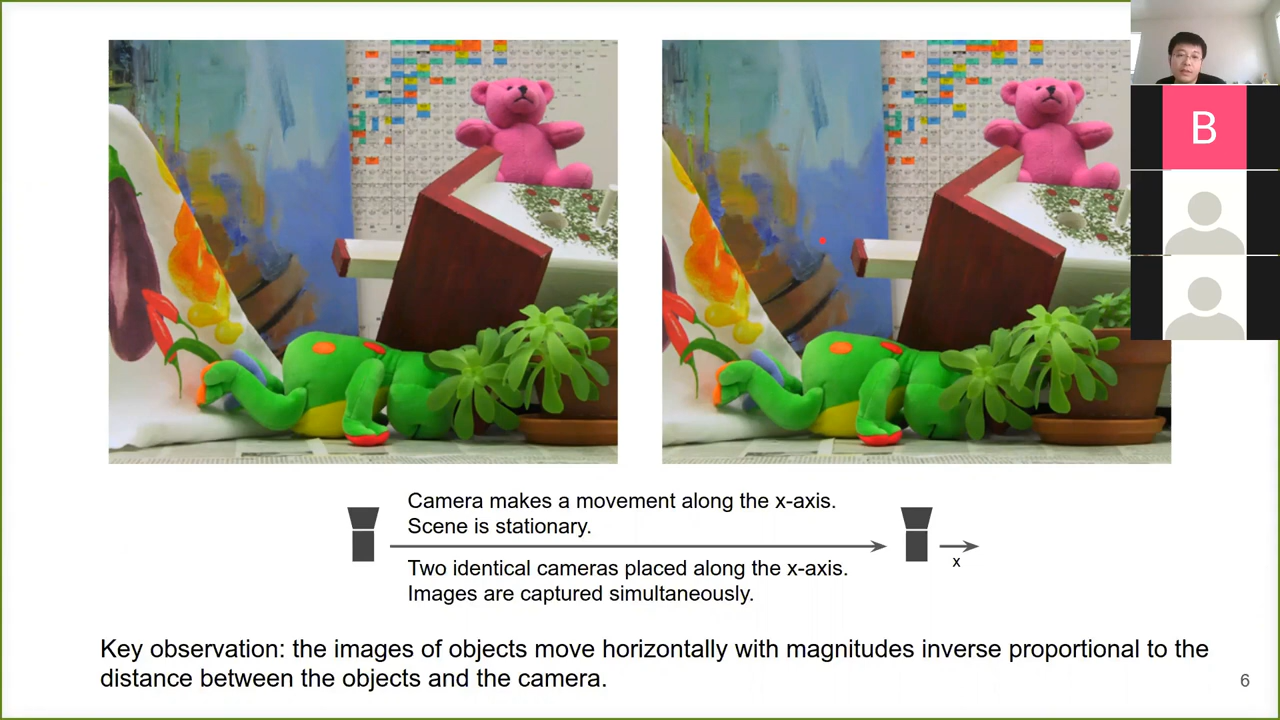 B
Camera makes a movement along the x-axis.
Scene is stationary.
x
Two identical cameras placed along the x-axis.
Images are captured simultaneously.
Key observation: the images of objects move horizontally with magnitudes inverse proportional to the
distance between the objects and the camera.
6